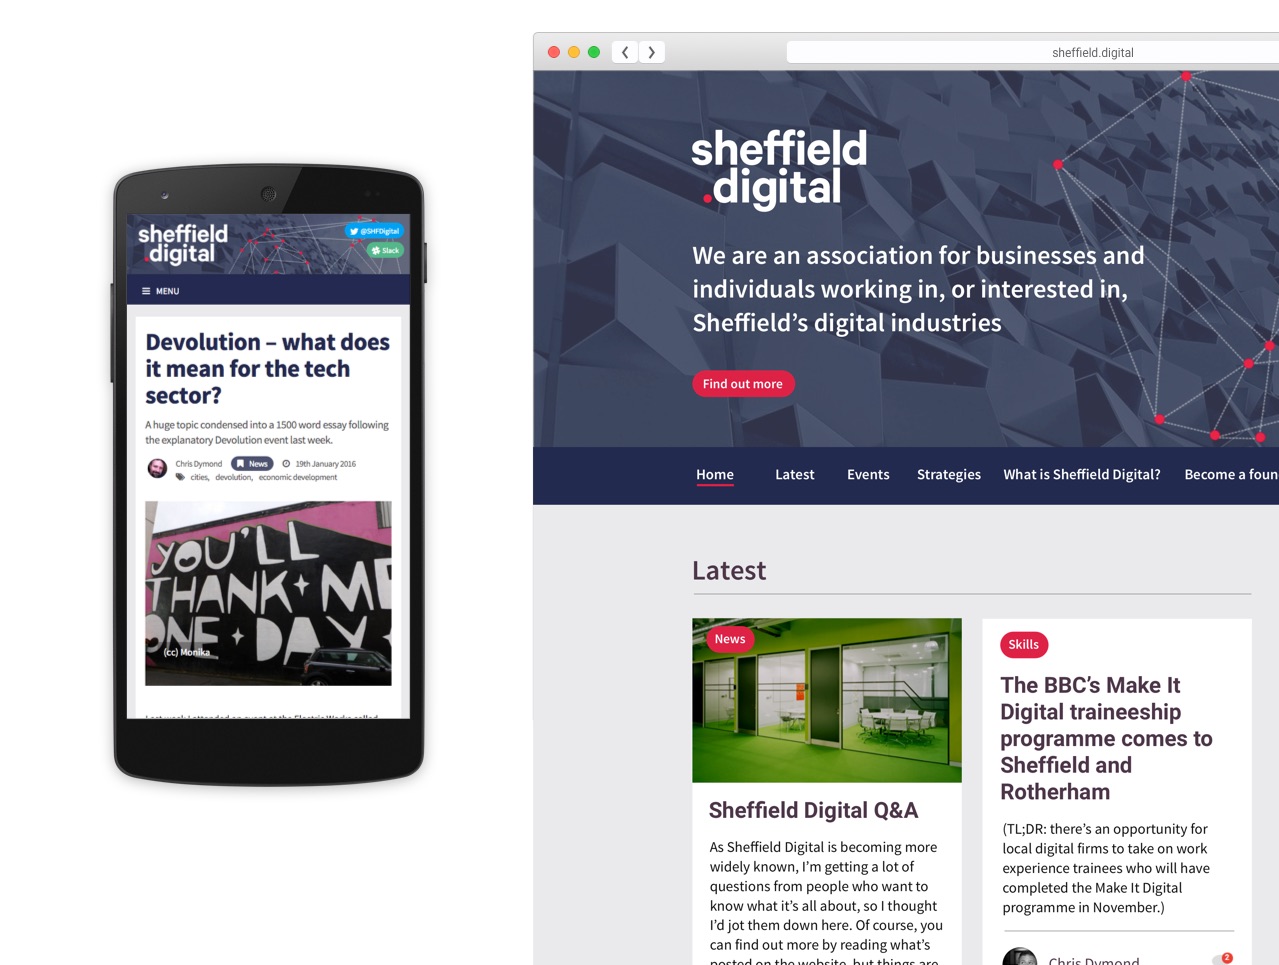 sheffield
.digital
@SHFDigital
Slack
MENU
Devolution – what does
it mean for the tech
sector?
A huge topic condensed into a 1500 word essay following
the explanatory Devolution event last week.
Chris Dymond
News
19th January 2016
cities, devolution, economic development
YOU'LL
THANK ME
ONE DAY
(cc) Monika
sheffield.digital
sheffield
.digital
We are an association for businesses and
individuals working in, or interested in,
Sheffield’s digital industries
Find out more
Home Latest Events Strategies What is Sheffield Digital? Become a foun
Latest
News
Sheffield Digital Q&A
As Sheffield Digital is becoming more
widely known, I’m getting a lot of
questions from people who want to
know what it’s all about, so I thought
I’d jot them down here. Of course, you
can find out more by reading what’s
posted on the website, but things are
Skills
The BBC’s Make It
Digital traineeship
programme comes to
Sheffield and
Rotherham
(TL;DR: there’s an opportunity for
local digital firms to take on work
experience trainees who will have
completed the Make It Digital
programme in November.)
Chris Dymond
2